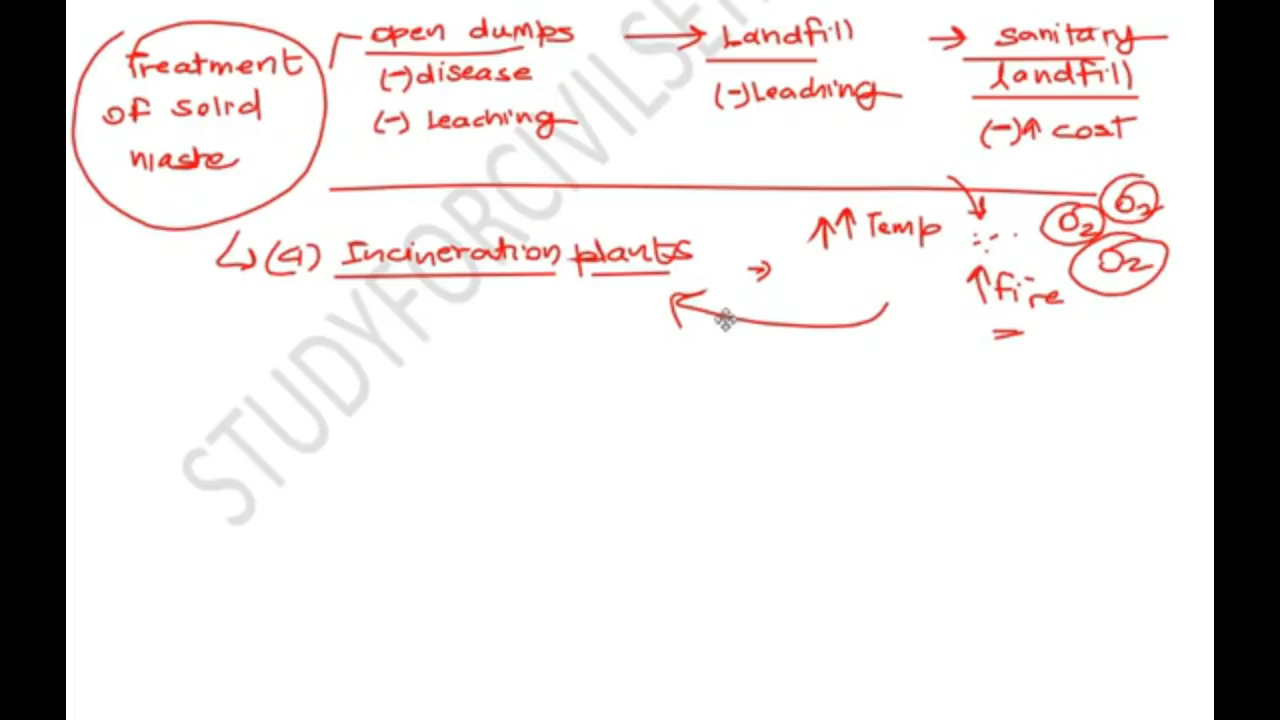 Treatment
of solid
waste
open dumps → Landfill → sanitary
landfill
(-) disease
(-) Leaching
(-) Leaching
(-) ↑ cost
↳ (4) Incineration plants
→
↑↑ Temp
↑ fire
=
O2
O2
O2
STUDYFORCIVILSE